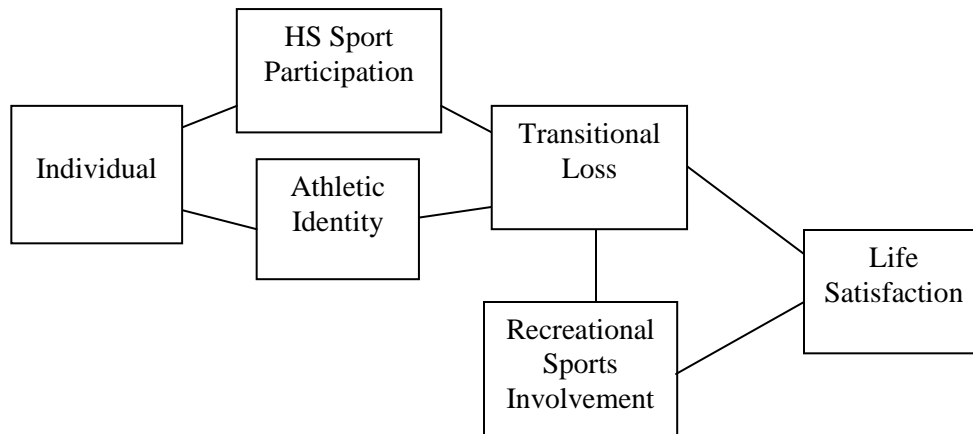 HS Sport
Participation
Individual
Athletic
Identity
Transitional
Loss
Recreational
Sports
Involvement
Life
Satisfaction